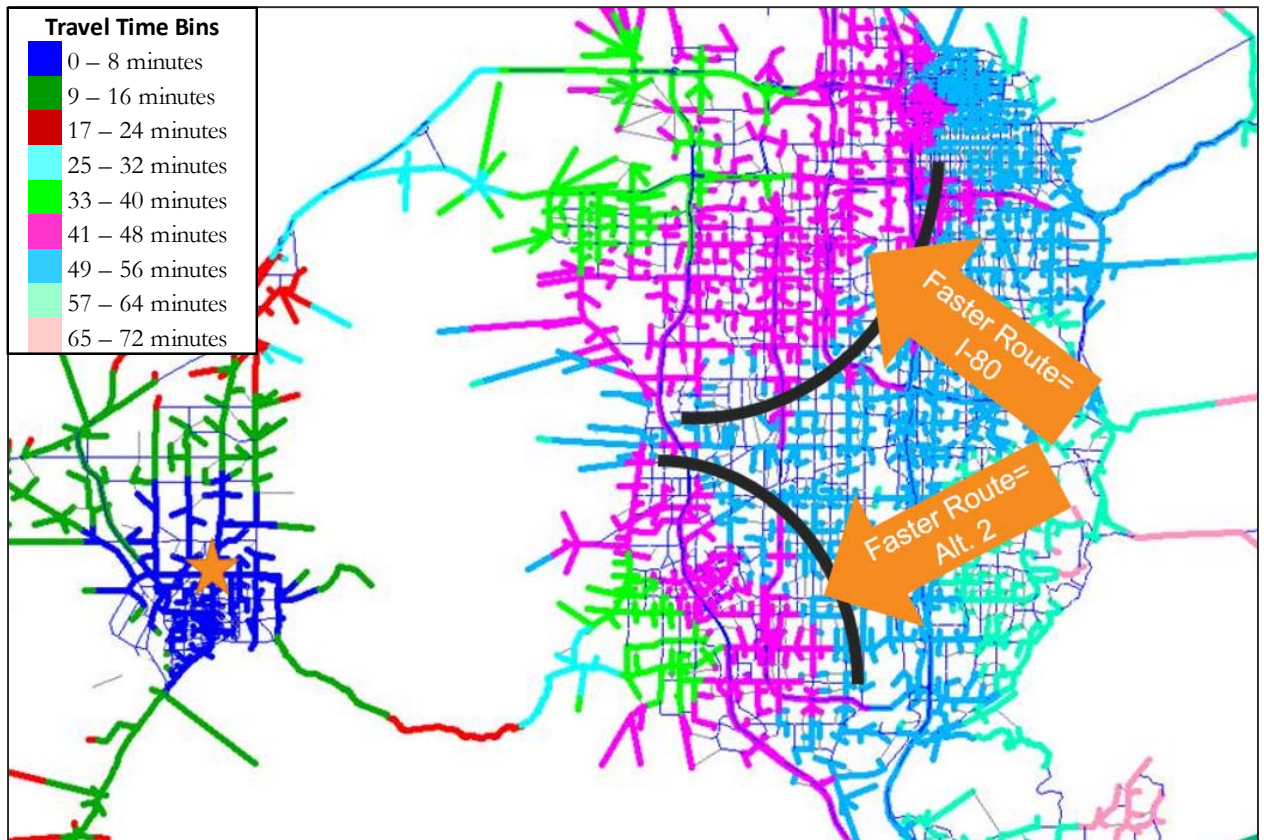 Travel Time Bins
0 – 8 minutes
9 – 16 minutes
17 – 24 minutes
25 – 32 minutes
33 – 40 minutes
41 – 48 minutes
49 – 56 minutes
57 – 64 minutes
65 – 72 minutes
Faster Route=
I-80
Faster Route=
Alt. 2